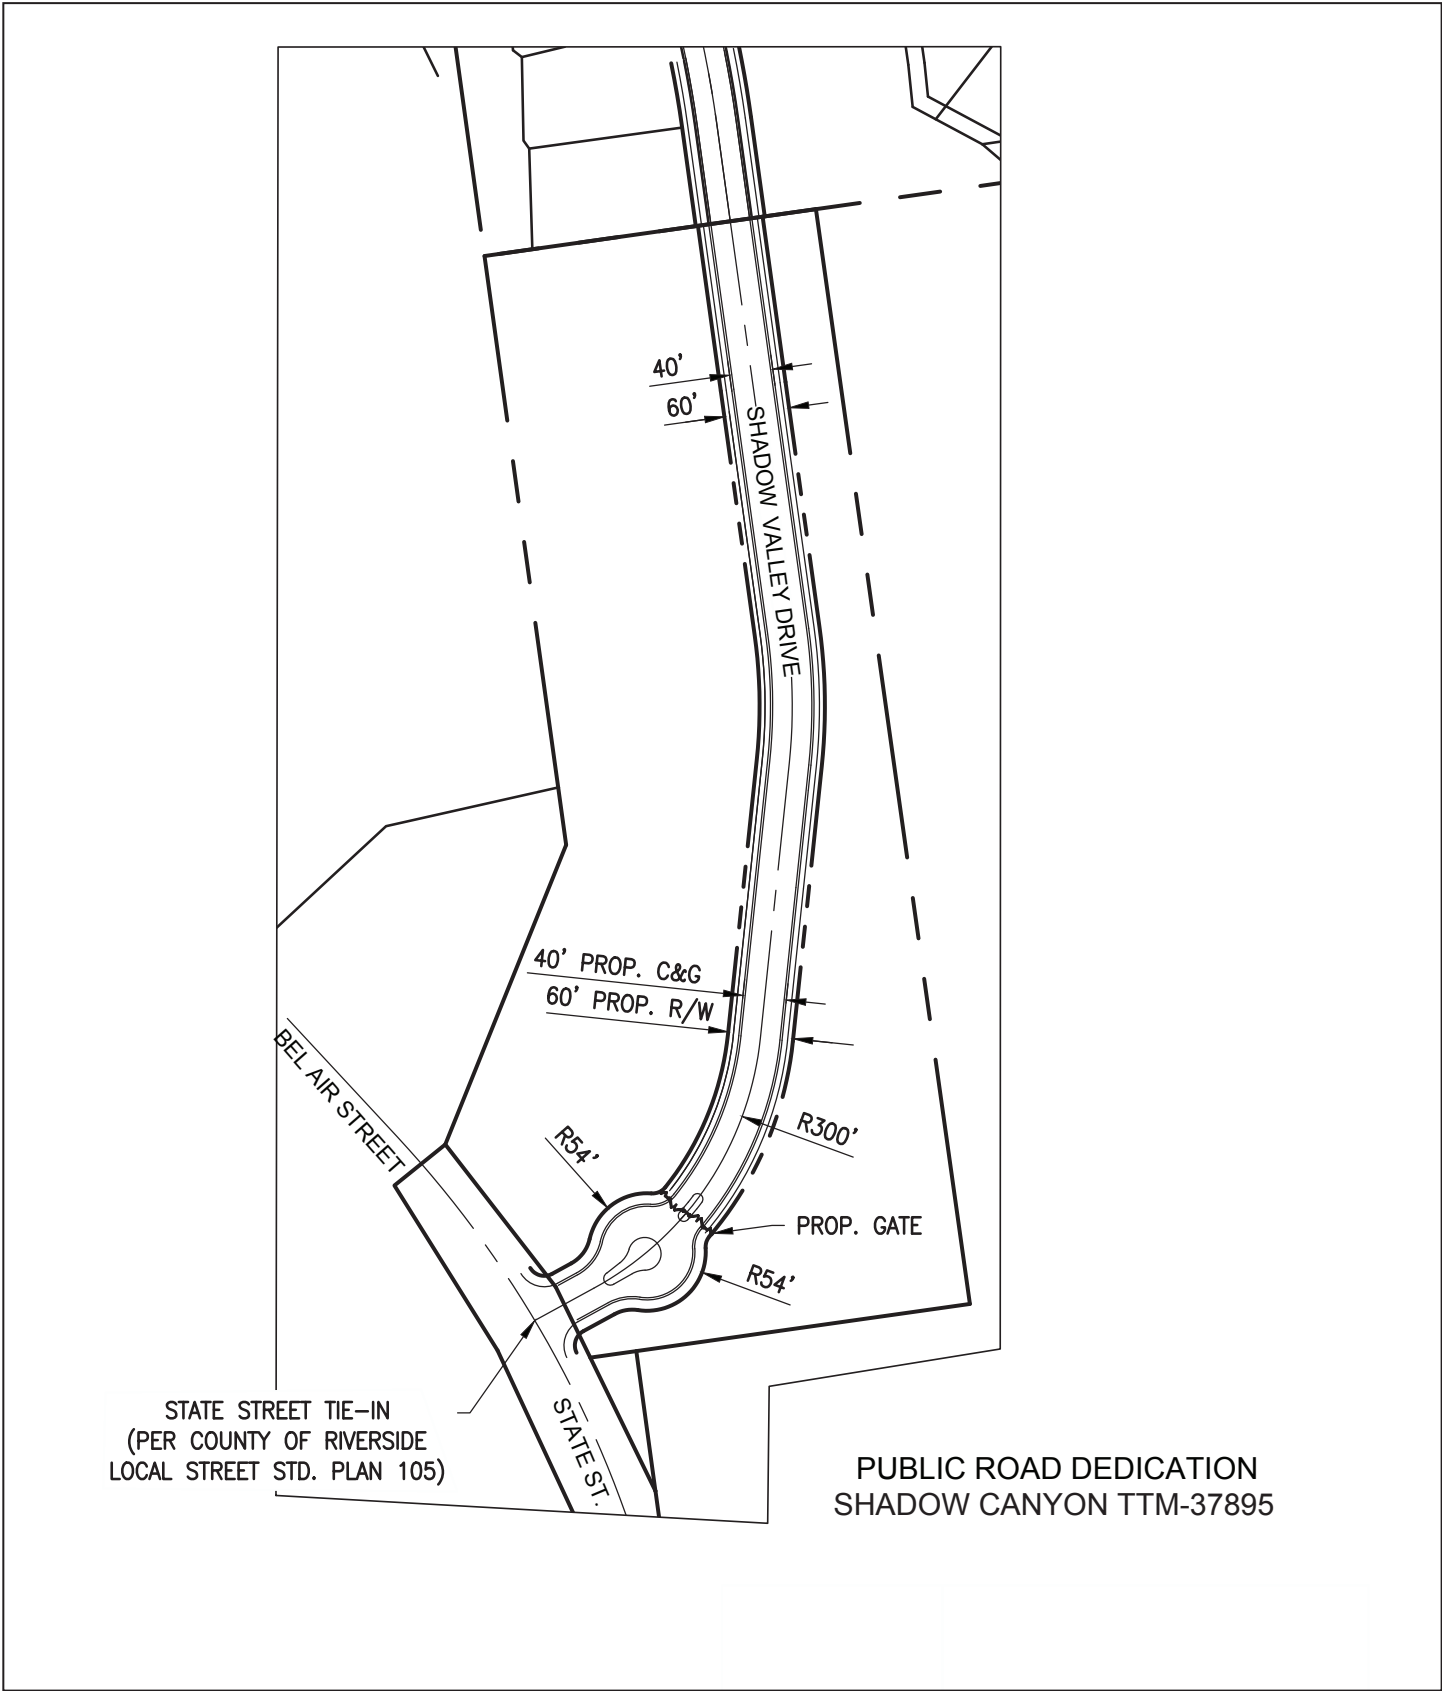 40'
60'
SHADOW VALLEY DRIVE
40' PROP. C&G
60' PROP. R/W
BEL AIR STREET
R300'
R54'
PROP. GATE
R54'
STATE STREET TIE-IN
(PER COUNTY OF RIVERSIDE
LOCAL STREET STD. PLAN 105)
STATE ST.
PUBLIC ROAD DEDICATION
SHADOW CANYON TTM-37895